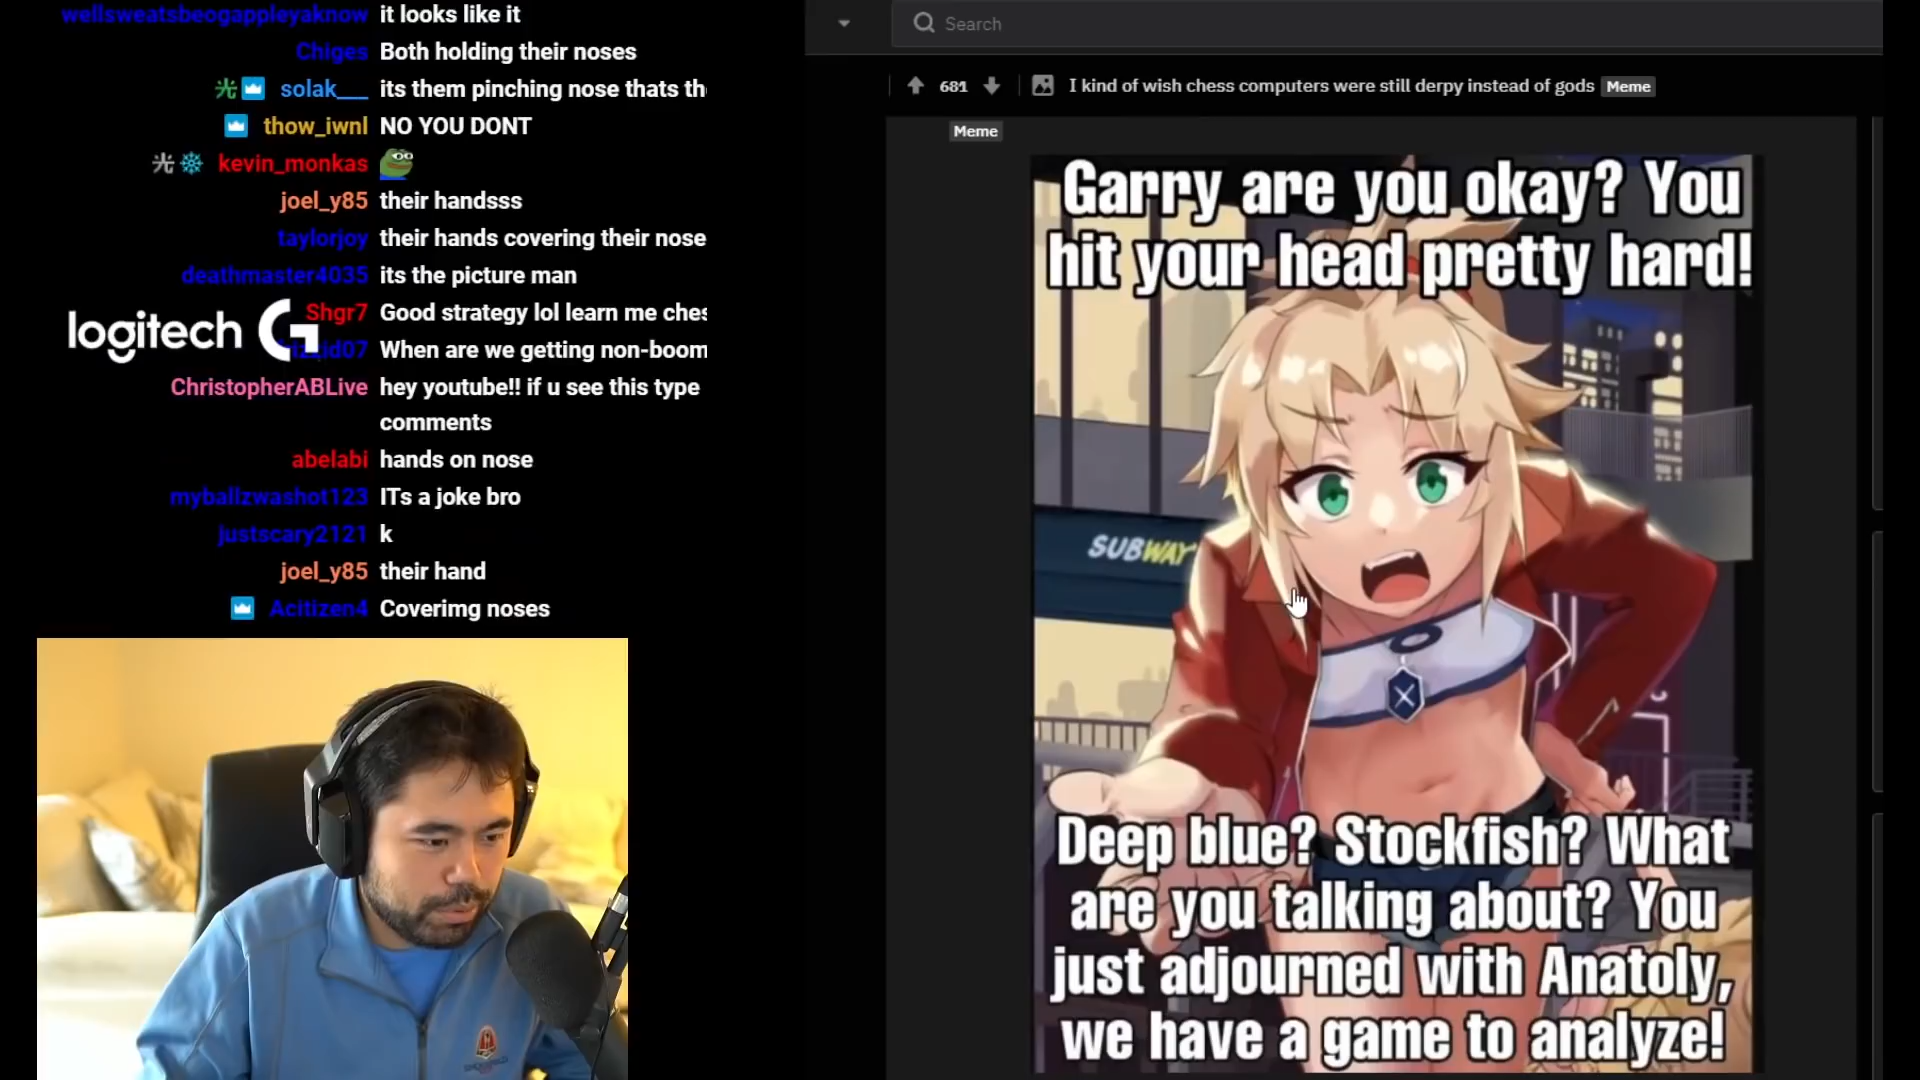 wellsweatsbeogappleyaknow it looks like it
Chiges Both holding their noses
光 solak___ its them pinching nose thats th
thow_iwnl NO YOU DONT
光 kevin_monkas
joel_y85 their handsss
taylorjoy their hands covering their nose
deathmaster4035 its the picture man
logitech G
Shgr7 Good strategy lol learn me ches
When are we getting non-boom
ChristopherABLive hey youtube!! if u see this type
comments
abelabi hands on nose
myballzwashot123 ITs a joke bro
justscary2121 k
joel_y85 their hand
Acitizen4 Coverimg noses
Search
681 I kind of wish chess computers were still derpy instead of gods Meme
Meme
Garry are you okay? You
hit your head pretty hard!
SUBWAY
Deep blue? Stockfish? What
are you talking about? You
just adjourned with Anatoly,
we have a game to analyze!